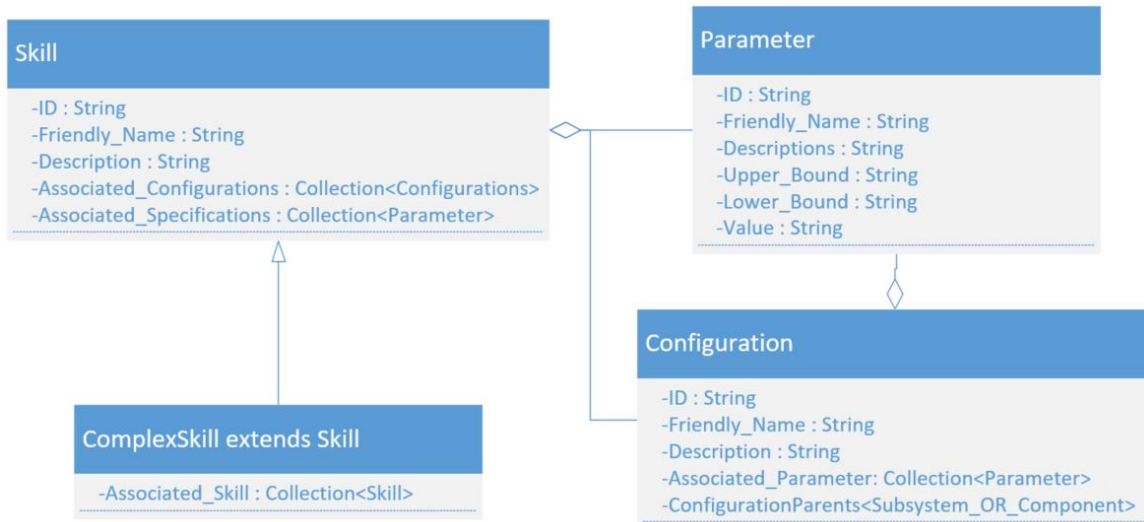 Skill
-ID : String
-Friendly_Name : String
-Description : String
-Associated_Configurations : Collection<Configurations>
-Associated_Specifications : Collection<Parameter>
Parameter
-ID : String
-Friendly_Name : String
-Descriptions : String
-Upper_Bound : String
-Lower_Bound : String
-Value : String
ComplexSkill extends Skill
-Associated_Skill : Collection<Skill>
Configuration
-ID : String
-Friendly_Name : String
-Description : String
-Associated_Parameter: Collection<Parameter>
-ConfigurationParents<Subsystem_OR_Component>